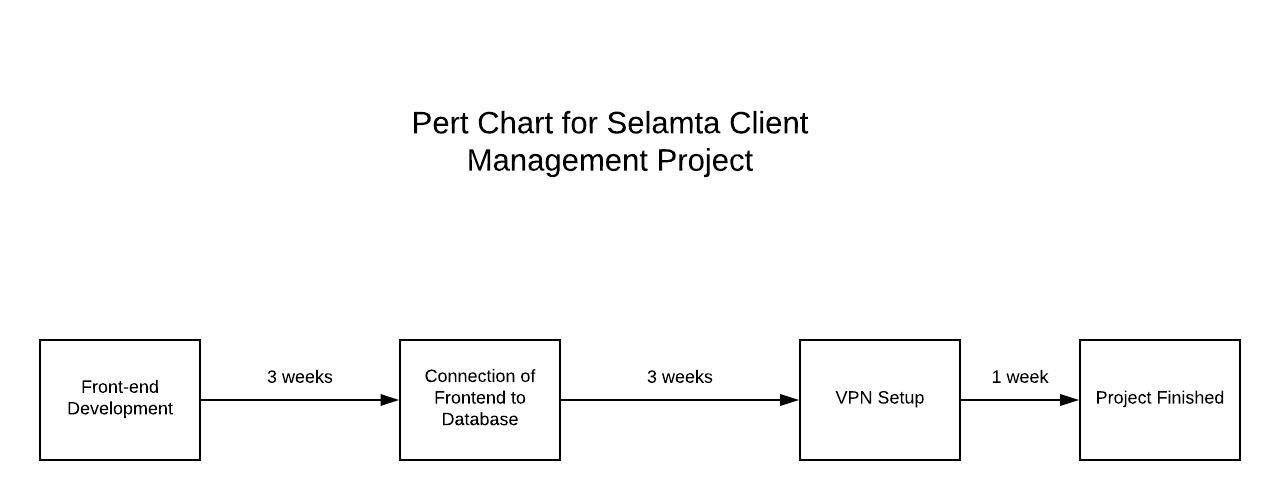 Pert Chart for Selamta Client
Management Project
Front-end
Development
3 weeks
Connection of
Frontend to
Database
3 weeks
VPN Setup
1 week
Project Finished